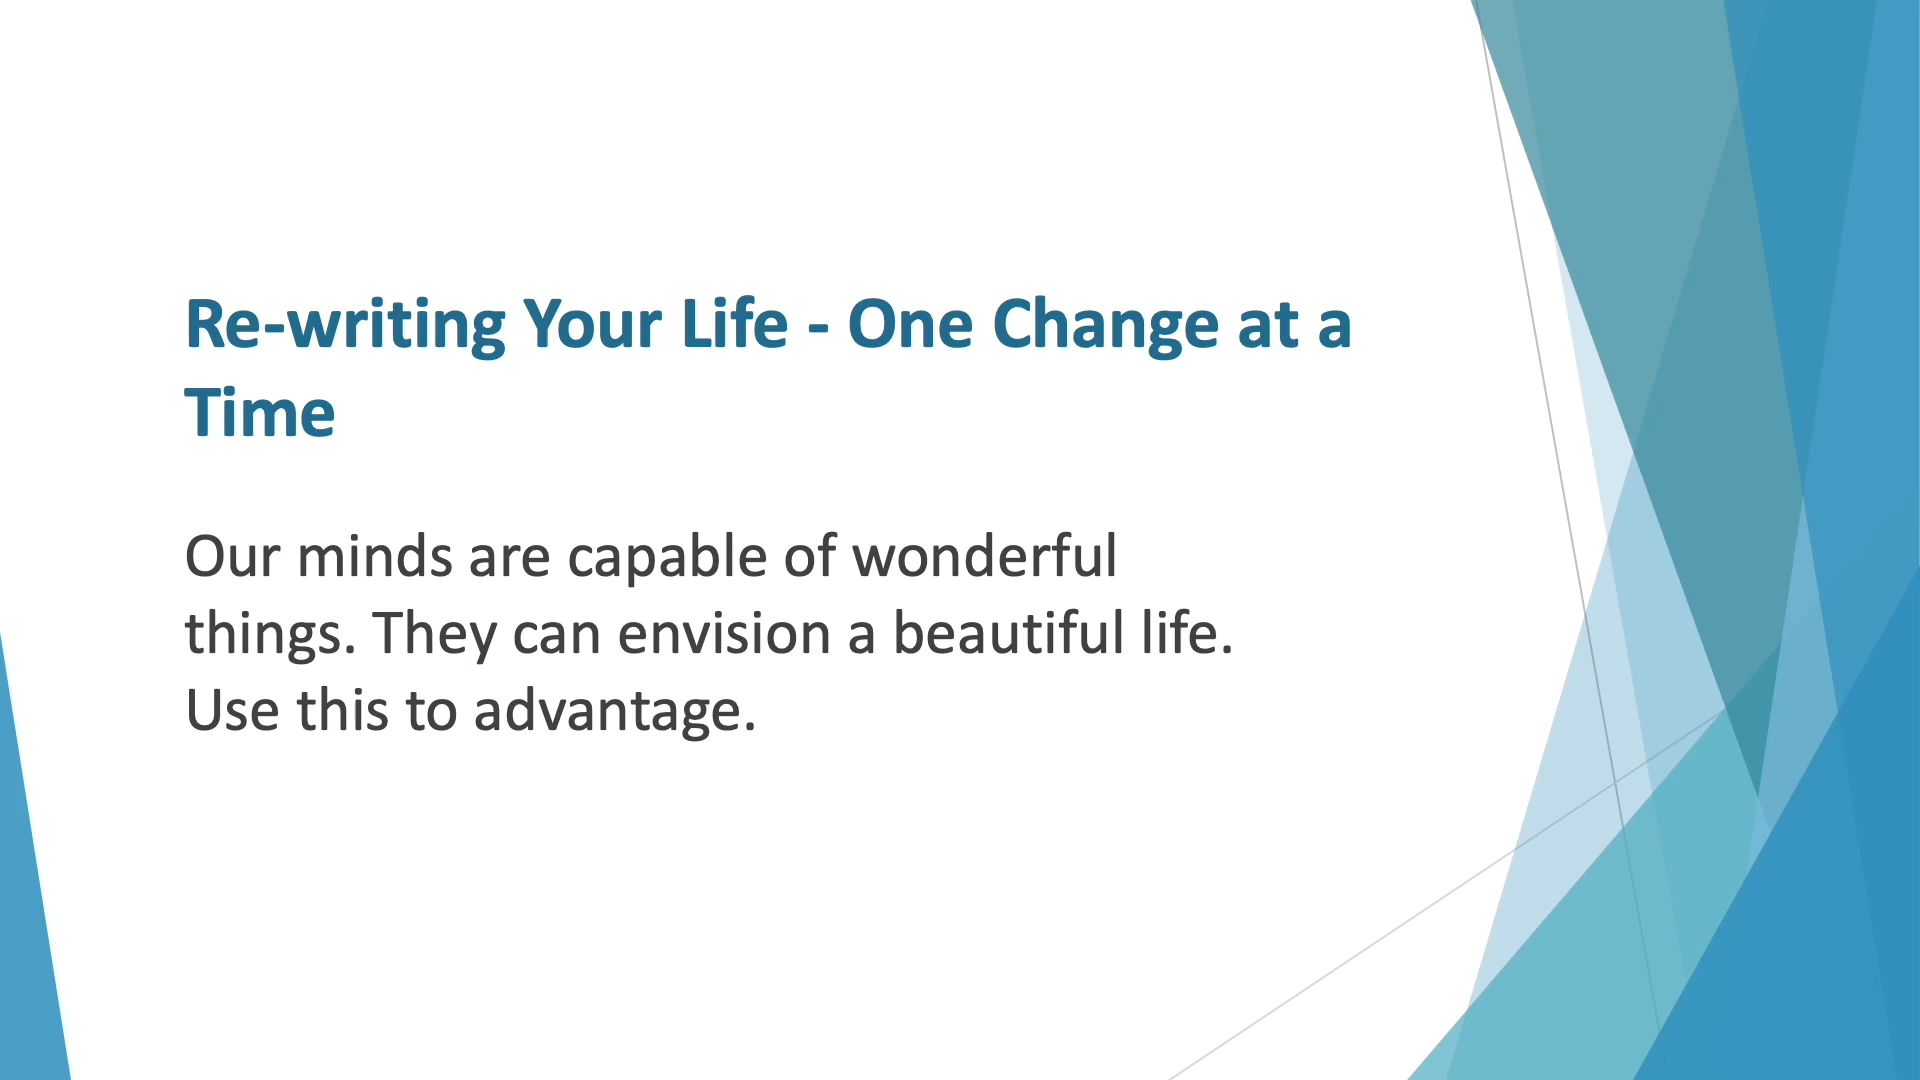 Re-writing Your Life - One Change at a
Time
Our minds are capable of wonderful
things. They can envision a beautiful life.
Use this to advantage.